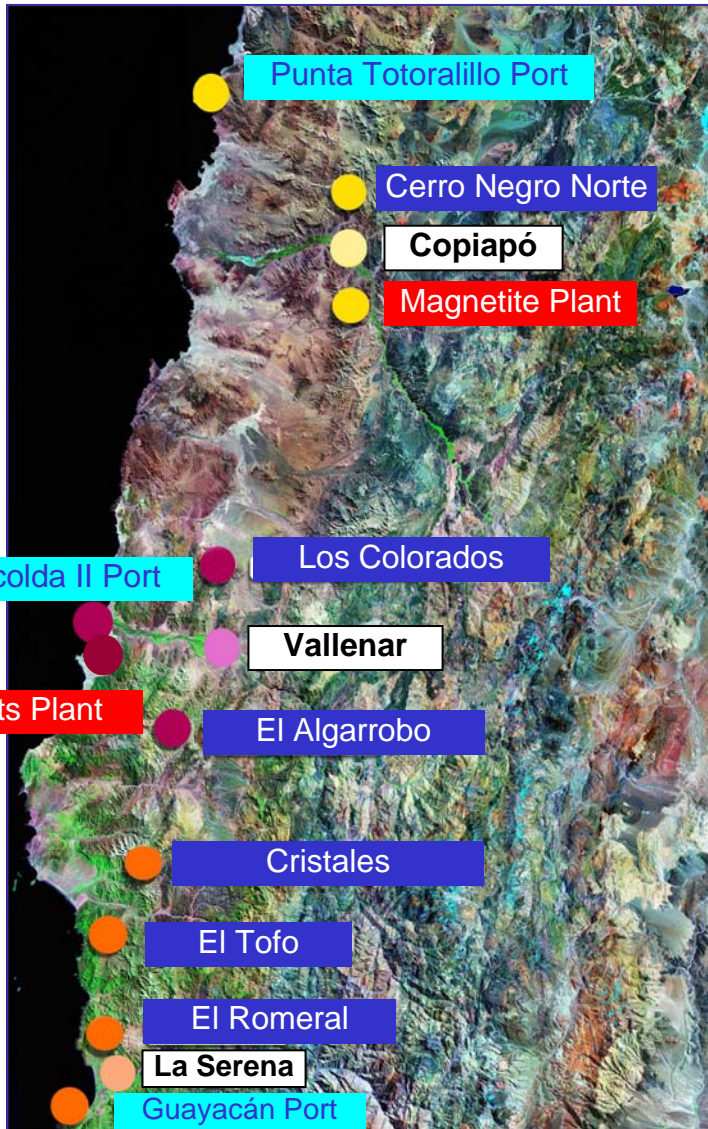 Punta Totoralillo Port
Cerro Negro Norte
Copiapó
Magnetite Plant
Los Colorados
colda II Port
Vallenar
ts Plant
El Algarrobo
Cristales
El Tofo
El Romeral
La Serena
Guayacán Port